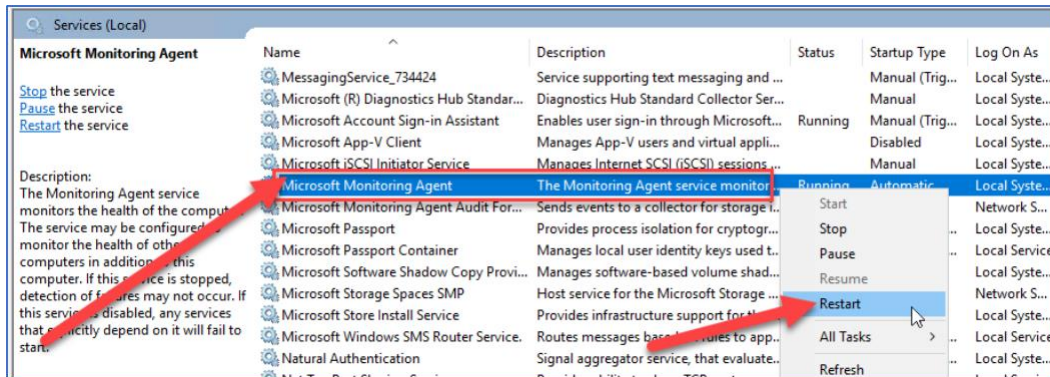 Services (Local)
Microsoft Monitoring Agent
Stop the service
Pause the service
Restart the service
Description:
The Monitoring Agent service
monitors the health of the
The service may be configured
monitor the health of
computers in addition this
computer. If this is stopped,
detection of may not occur. If
this is disabled, any services
that depend on it will fail to
start.
Name Description Status Startup Type Log On As
MessagingService_734424 Service supporting text messaging and ... Manual (Trig... Local Syste...
Microsoft (R) Diagnostics Hub Standar... Diagnostics Hub Standard Collector Ser... Manual Local Syste...
Microsoft Account Sign-in Assistant Enables user sign-in through Microsoft... Running Manual (Trig... Local Syste...
Microsoft App-V Client Manages App-V users and virtual appli... Disabled Local Syste...
Microsoft iSCSI Initiator Service Manages Internet SCSI (iSCSI) sessions ... Manual Local Syste...
Microsoft Monitoring Agent The Monitoring Agent service monitor Running Automatic Local Syste...
Microsoft Monitoring Agent Audit For... Sends events to a collector for storage i... Network S...
Microsoft Passport Provides process isolation for cryptogr... Local Syste...
Microsoft Passport Container Manages local user identity keys used t... Local Service
Microsoft Software Shadow Copy Provi... Manages software-based volume shad... Local Syste...
Microsoft Storage Spaces SMP Host service for the Microsoft Storage ... Network S...
Microsoft Store Install Service Provides infrastructure support for Local Syste...
Microsoft Windows SMS Router Service. Routes messages rules to app... Local Service
Natural Authentication Signal aggregator service, that evaluate... Local Syste...
Start
Stop
Pause
Resume
Restart
All Tasks >
Refresh